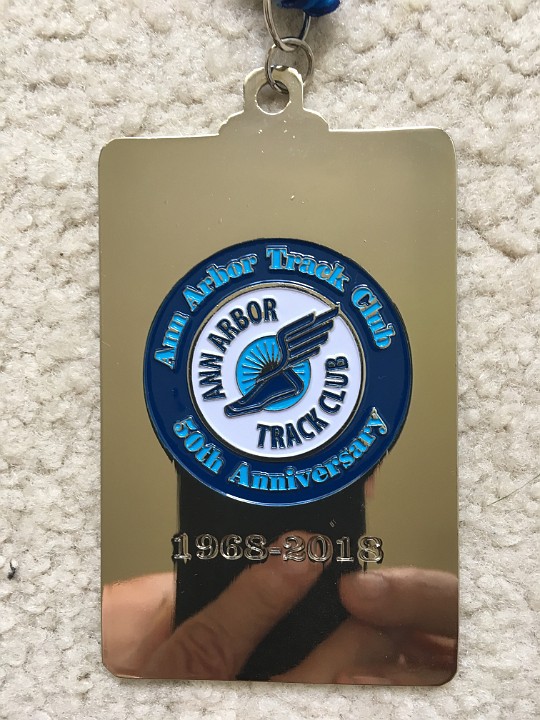 Ann Arbor Track Club
ANN ARBOR
TRACK CLUB
50th Anniversary
1968-2018